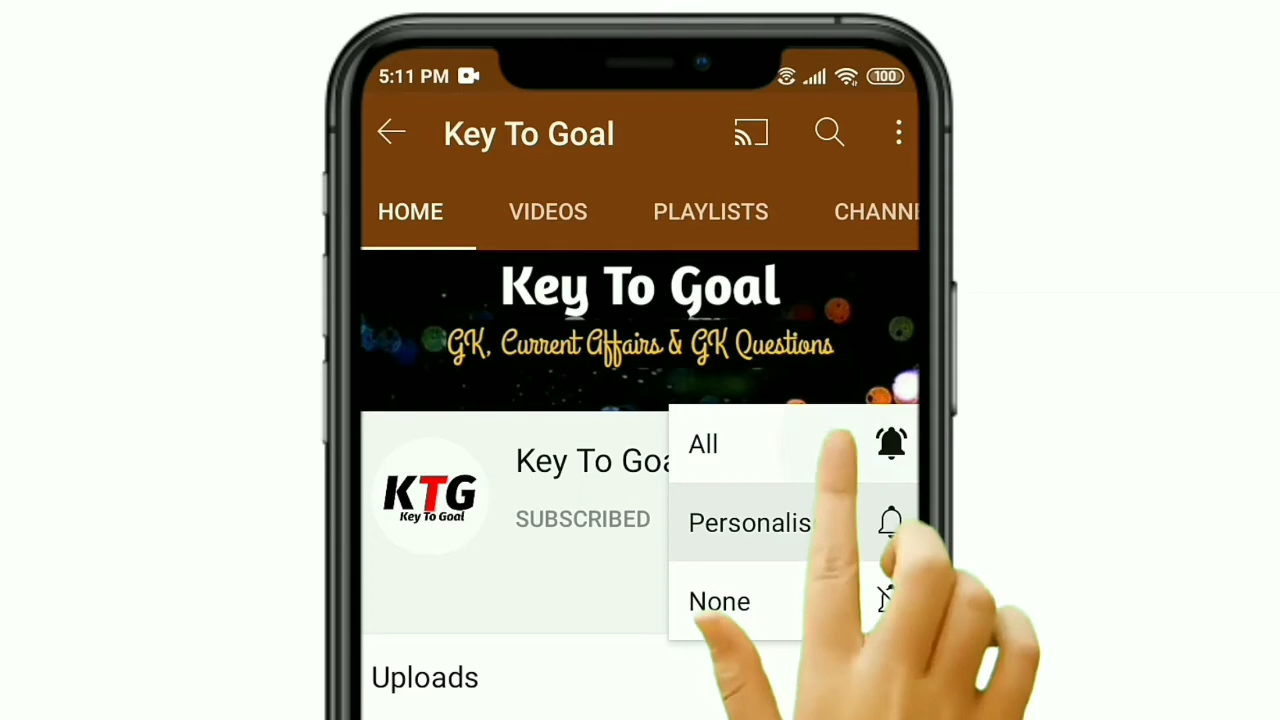 5:11 PM
100
Key To Goal
HOME VIDEOS PLAYLISTS CHANNE
Key To Goal
GK, Current Affairs & GK Questions
All
Key To Goa
KTG
Key To Goal
SUBSCRIBED
Personalis
None
Uploads